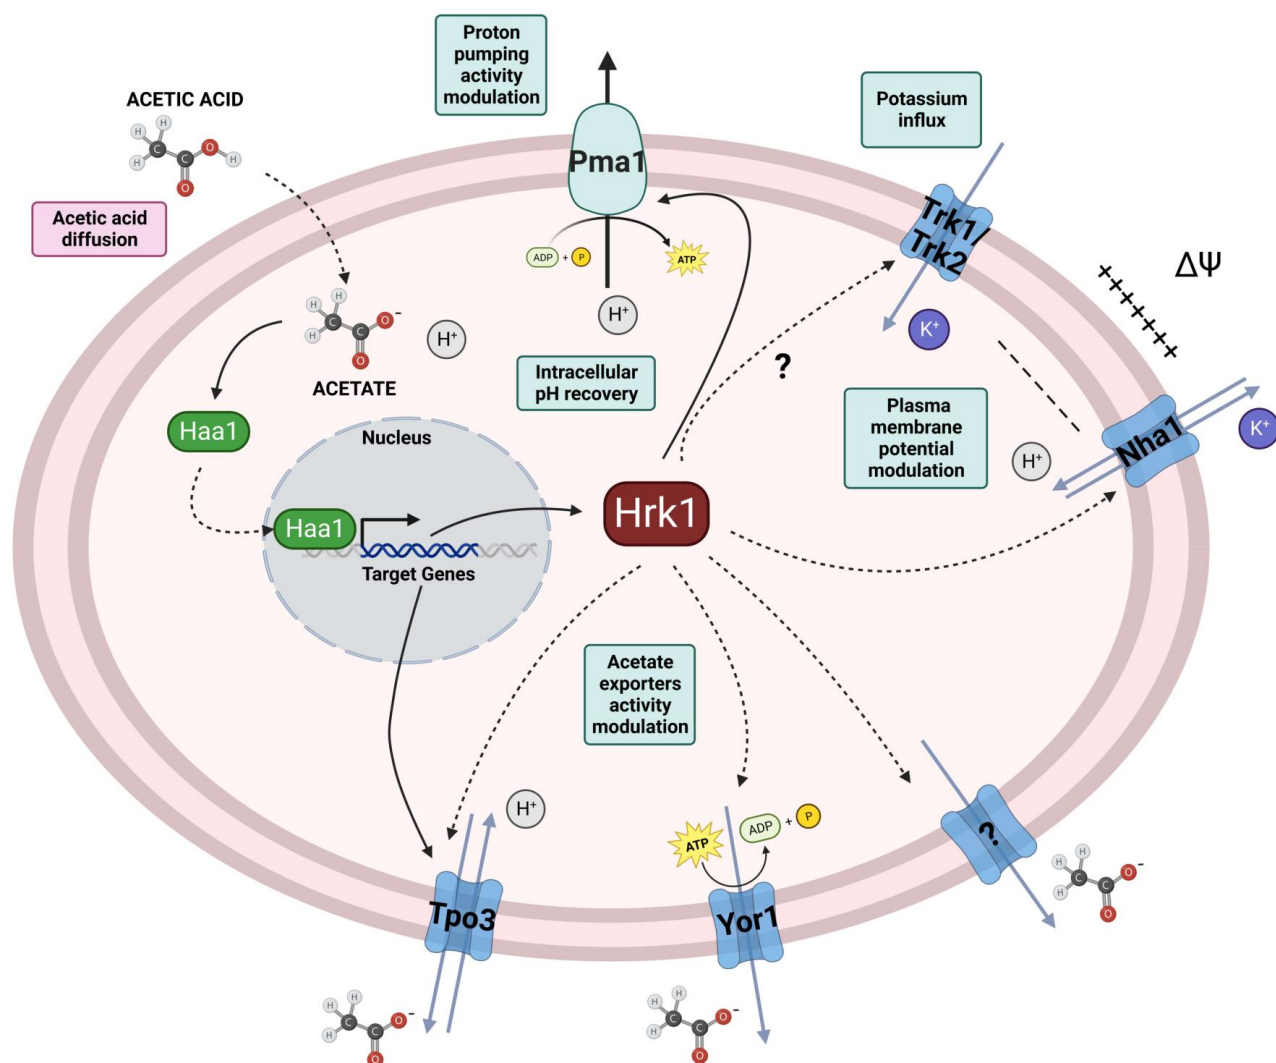 Proton
pumping
activity
modulation
ACETIC ACID
H
H
H
C
C
O
H
O
Potassium
influx
Acetic acid
diffusion
Pma1
Trk1/
Trk2
ADP + P
ATP
ΔΨ
+++++++
H
H
H
C
C
O
-
O
ACETATE
H+
H+
K+
?
Intracellular
pH recovery
Plasma
membrane
potential
modulation
Haa1
Nucleus
Haa1
Target Genes
Hrk1
H+
Nha1
K+
Acetate
exporters
activity
modulation
H+
ATP
ADP + P
?
Tpo3
Yor1
H
H
H
C
C
O
-
O
H
H
H
C
C
O
-
O
H
H
H
C
C
O
-
O